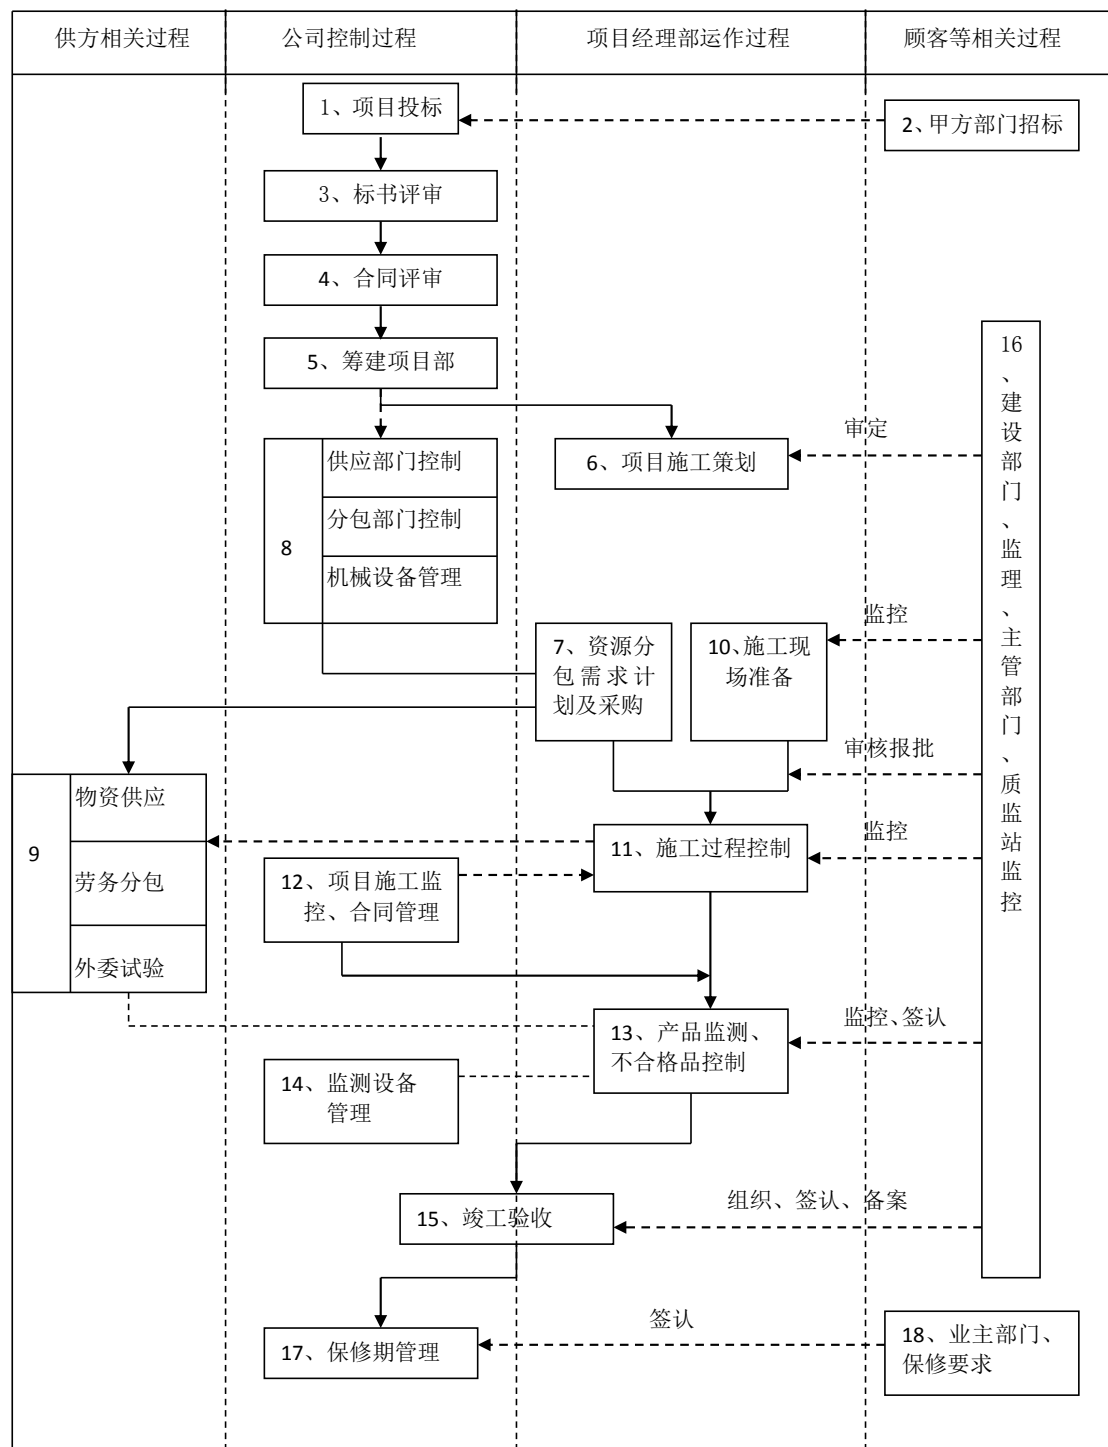 供方相关过程
公司控制过程
项目经理部运作过程
顾客等相关过程
1、项目投标
2、甲方部门招标
3、标书评审
4、合同评审
5、筹建项目部
16
、
建
设
部
门
、
监
理
、
主
管
部
门
、
质
监
站
监
控
审定
供应部门控制
6、项目施工策划
分包部门控制
8
机械设备管理
监控
7、资源分
包需求计
划及采购
10、施工现
场准备
审核报批
物资供应
9
劳务分包
外委试验
11、施工过程控制
监控
12、项目施工监
控、合同管理
监控、签认
13、产品监测、
不合格品控制
14、监测设备
管理
组织、签认、备案
15、竣工验收
签认
17、保修期管理
18、业主部门、
保修要求